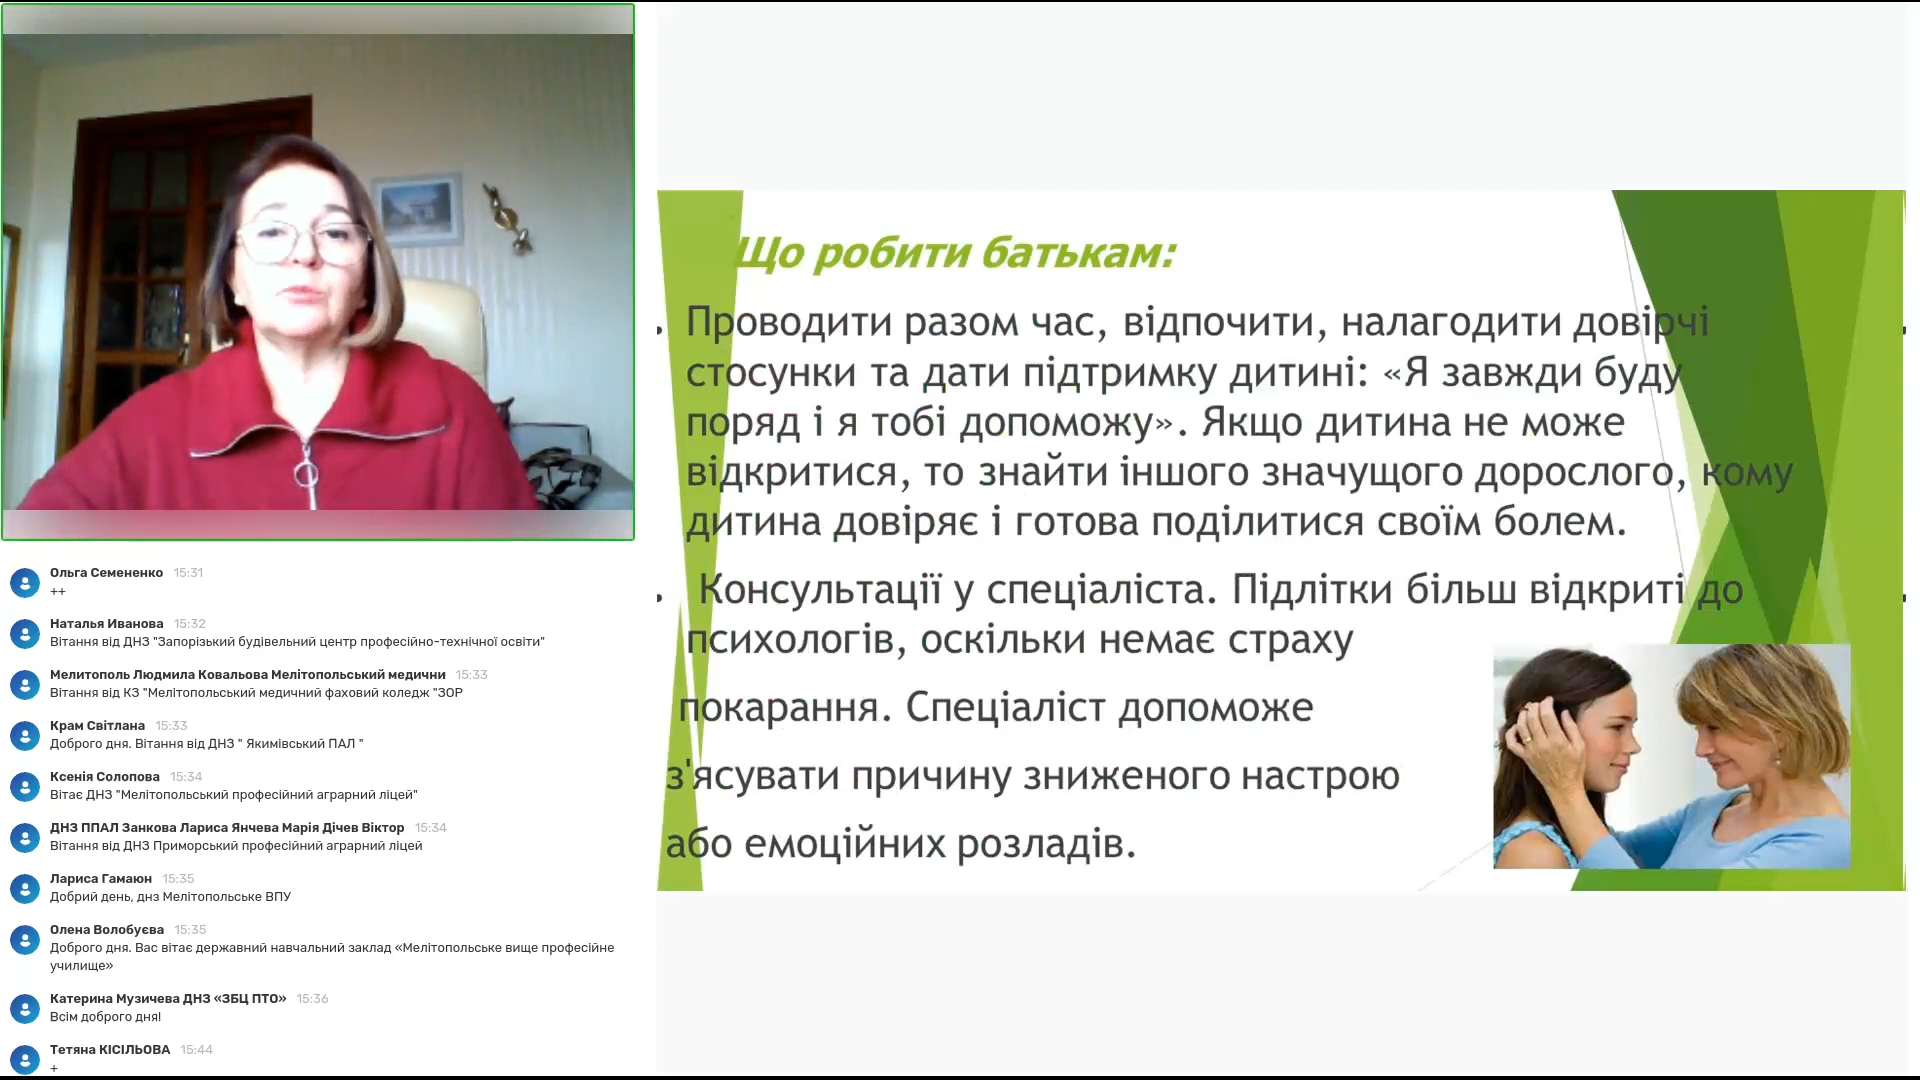 Ольга Семененко 15:31
++
Наталья Иванова 15:32
Вітання від ДНЗ "Запорізький будівельний центр професійно-технічної освіти"
Мелитополь Людмила Ковальова Мелітопольський медични 15:33
Вітання від КЗ "Мелітопольський медичний фаховий коледж "ЗОР
Крам Світлана 15:33
Доброго дня. Вітання від ДНЗ " Якимівський ПАЛ "
Ксенія Солопова 15:34
Вітає ДНЗ "Мелітопольський професійний аграрний ліцей"
ДНЗ ППАЛ Занкова Лариса Янчева Марія Дічев Віктор 15:34
Вітання від ДНЗ Приморський професійний аграрний ліцей
Лариса Гамаюн 15:35
Добрий день, днз Мелітопольське ВПУ
Олена Волобуєва 15:35
Доброго дня. Вас вітає державний навчальний заклад «Мелітопольське вище професійне
училище»
Катерина Музичева ДНЗ «ЗБЦ ПТО» 15:36
Всім доброго дня!
Тетяна КІСІЛЬОВА 15:44
+
Що робити батькам:
Проводити разом час, відпочити, налагодити довірчі
стосунки та дати підтримку дитині: «Я завжди буду
поряд і я тобі допоможу». Якщо дитина не може
відкритися, то знайти іншого значущого дорослого, кому
дитина довіряє і готова поділитися своїм болем.
Консультації у спеціаліста. Підлітки більш відкриті до
психологів, оскільки немає страху
покарання. Спеціаліст допоможе
з'ясувати причину зниженого настрою
або емоційних розладів.